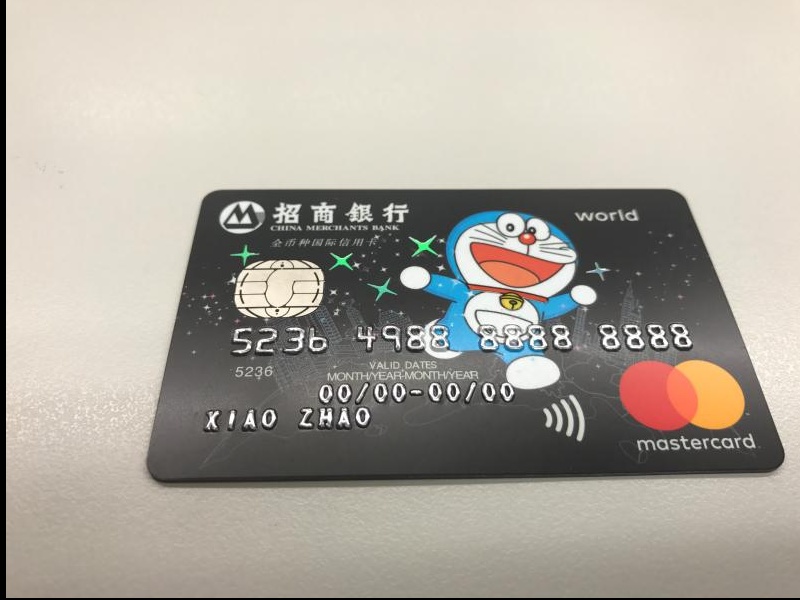 招商銀行
CHINA MERCHANTS BANK
全币种国际信用卡
world
5236 4988 8888 8888
5236
VALID DATES
MONTH/YEAR-MONTH/YEAR
00/00-00/00
XIAO ZHAO
mastercard